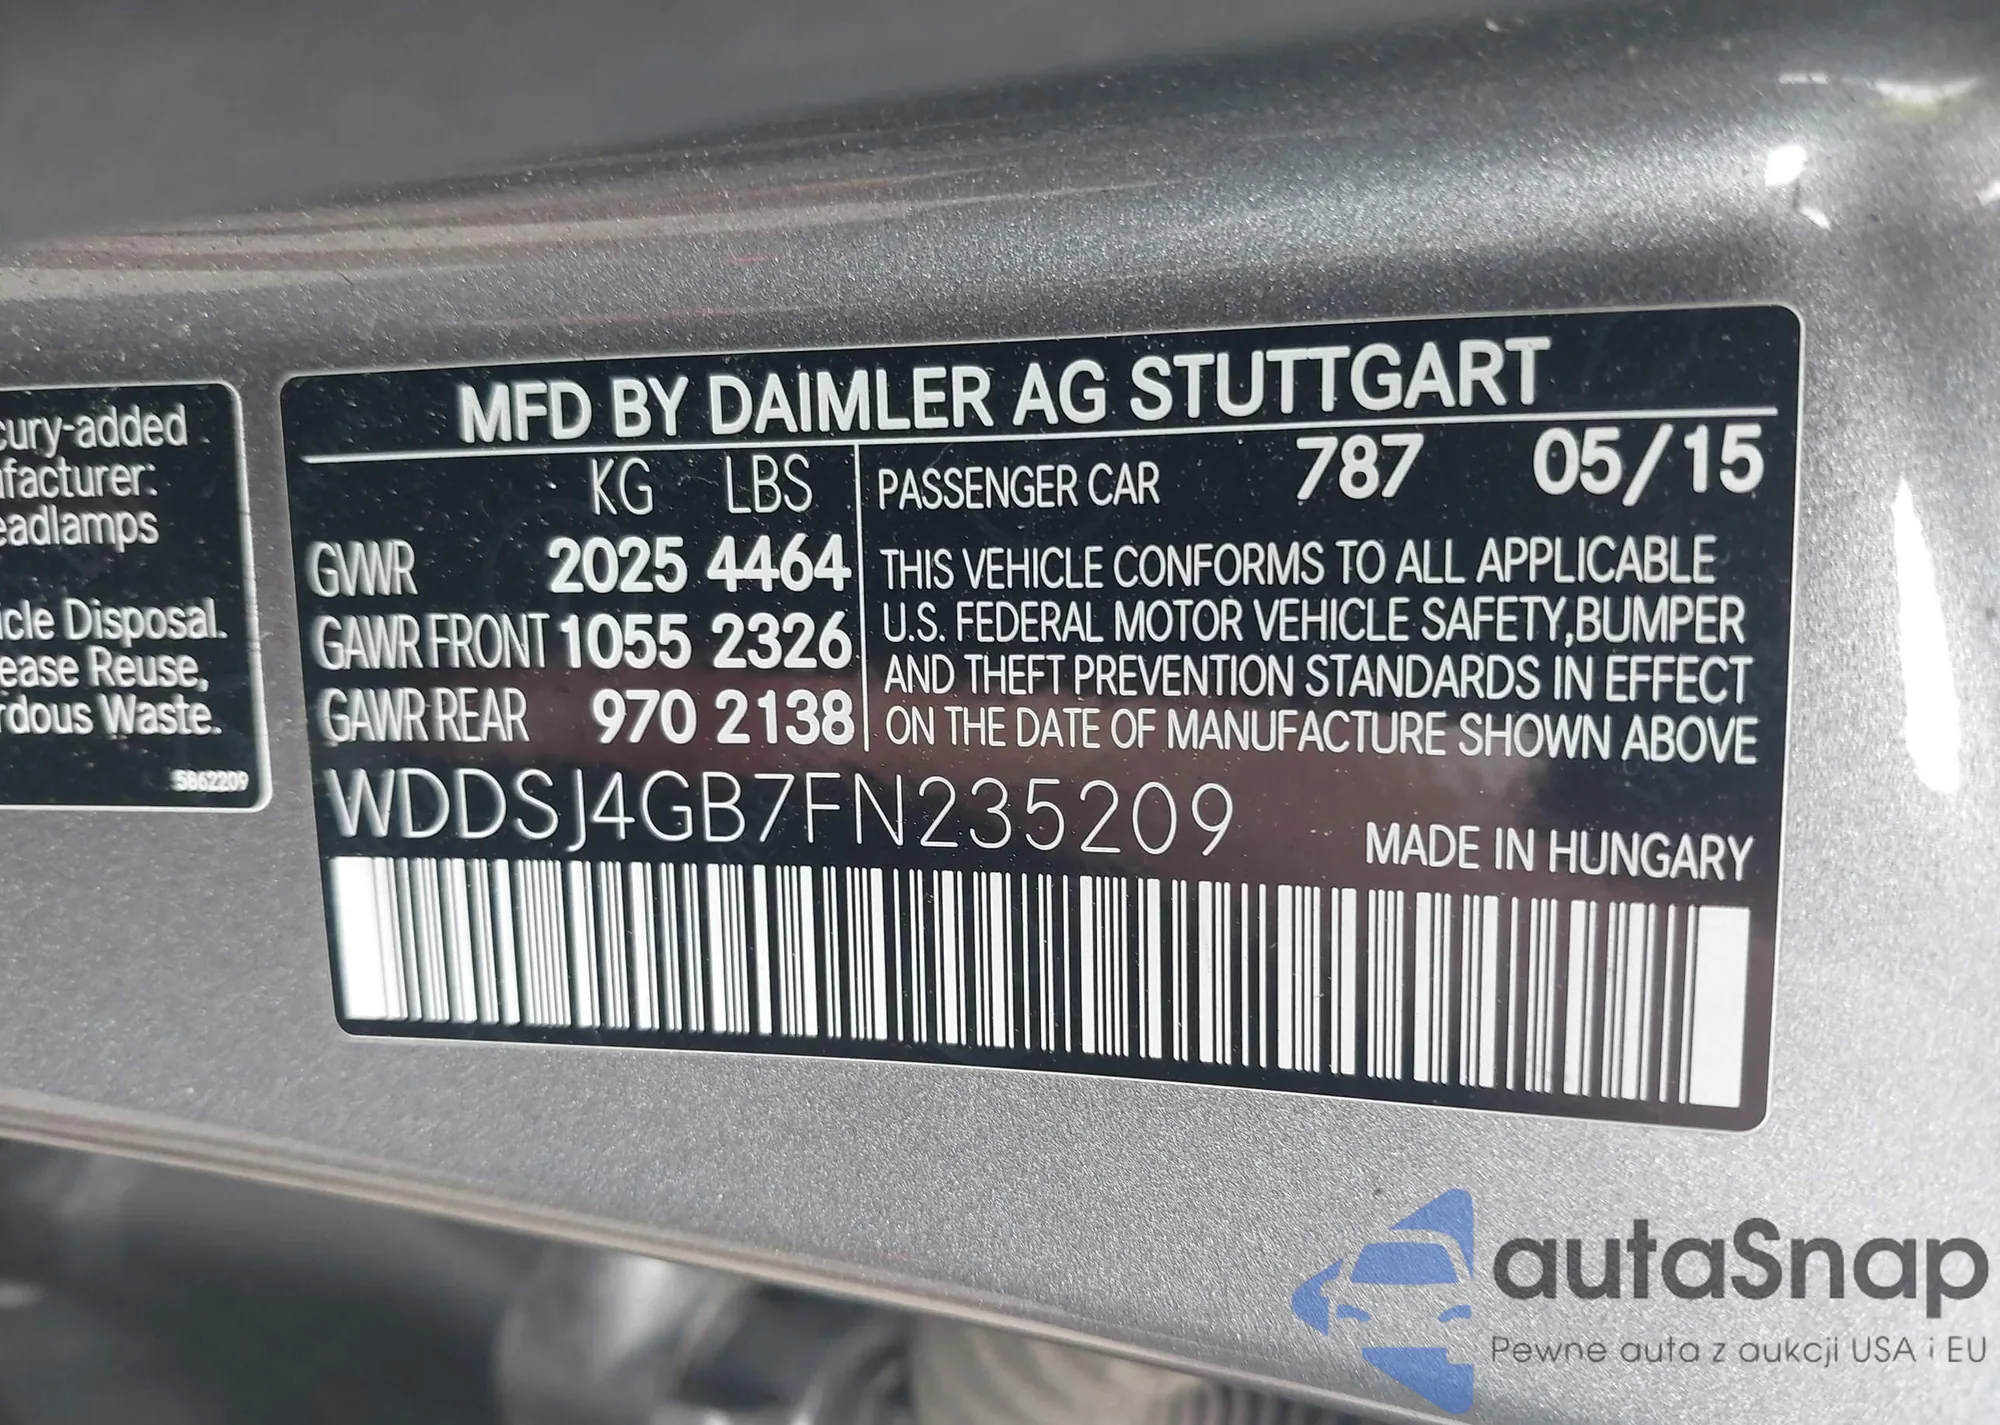 cury-added
ufacturer:
eadlamps
icle Disposal.
ease Reuse,
rdous Waste.
5862209
MFD BY DAIMLER AG STUTTGART
KG LBS
GVWR 2025 4464
GAWR FRONT 1055 2326
GAWR REAR 970 2138
PASSENGER CAR 787 05/15
THIS VEHICLE CONFORMS TO ALL APPLICABLE
U.S. FEDERAL MOTOR VEHICLE SAFETY,BUMPER
AND THEFT PREVENTION STANDARDS IN EFFECT
ON THE DATE OF MANUFACTURE SHOWN ABOVE
WDDSJ4GB7FN235209
MADE IN HUNGARY
autaSnap
Pewne auta z aukcji USA i EU